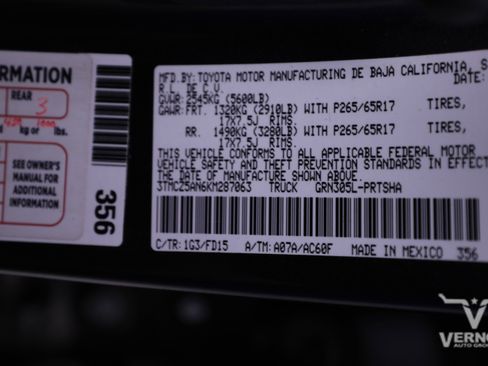 RMATION
REAR
3
kg or lbs.
SEE OWNER'S
MANUAL FOR
ADDITIONAL
INFORMATION
356
MFD.BY:TOYOTA MOTOR MANUFACTURING DE BAJA CALIFORNIA, S
R.L. DE C.V. DATE:
GVWR:2545KG(5600LB)
GAWR:FRT. 1320KG (2910LB) WITH P265/65R17 TIRES,
17X7.5J RIMS.
RR. 1490KG (3280LB) WITH P265/65R17 TIRES,
17X7.5J RIMS.
THIS VEHICLE CONFORMS TO ALL APPLICABLE FEDERAL MOTOR
VEHICLE SAFETY AND THEFT PREVENTION STANDARDS IN EFFECT
THE DATE OF MANUFACTURE SHOWN ABOVE.
3TMCZ5AN6KM287063 TRUCK GRN305L-PRTSHA
C/TR: 1G3/FD15 A/TM: A07A/AC60F MADE IN MEXICO 356
VERNO
AUTO GRO